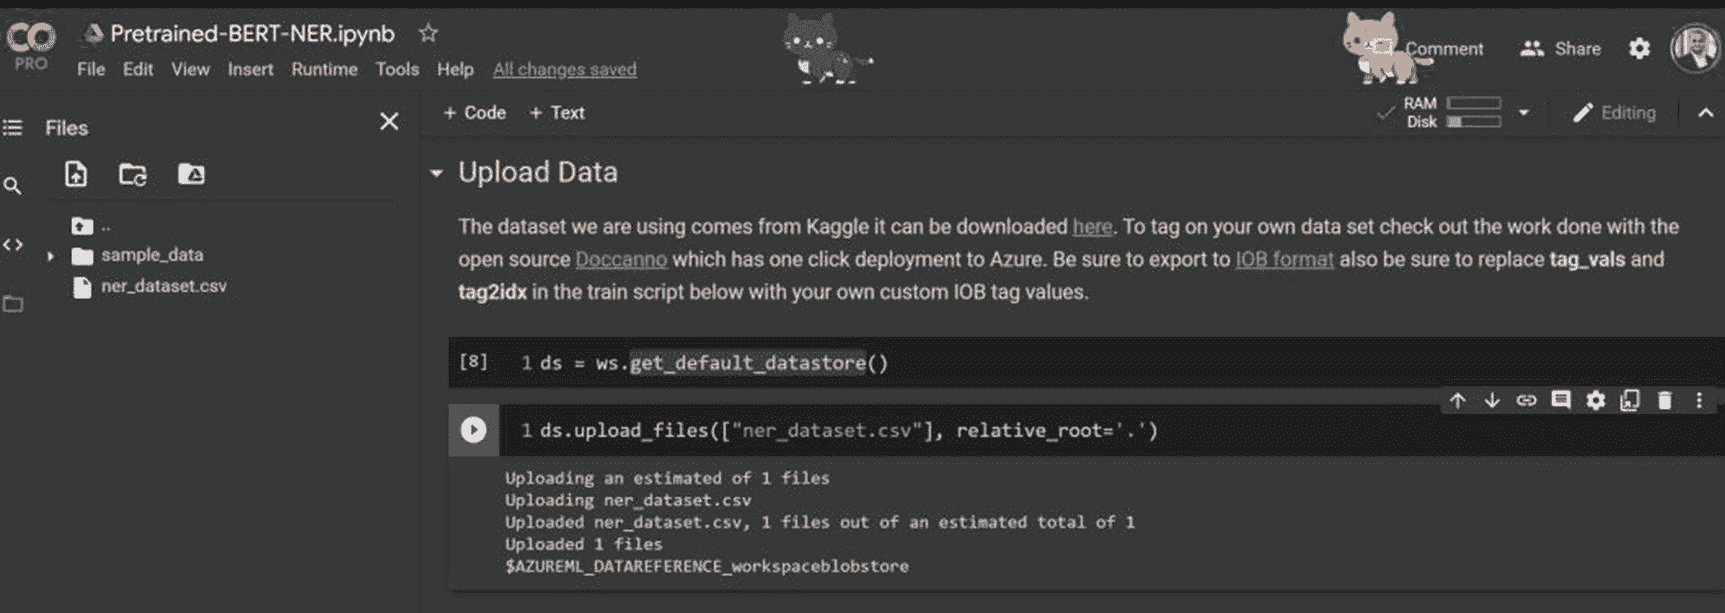 CO Pretrained-BERT-NER.ipynb
PRO File Edit View Insert Runtime Tools Help All changes saved
Comment Share
Files
..
sample_data
ner_dataset.csv
+ Code + Text
RAM
Disk
Editing
Upload Data
The dataset we are using comes from Kaggle it can be downloaded here. To tag on your own data set check out the work done with the
open source Doccanno which has one click deployment to Azure. Be sure to export to IOB format also be sure to replace tag_vals and
tag2idx in the train script below with your own custom IOB tag values.
[8] 1 ds = ws.get_default_datastore()
1 ds.upload_files(["ner_dataset.csv"], relative_root='.')
Uploading an estimated of 1 files
Uploading ner_dataset.csv
Uploaded ner_dataset.csv, 1 files out of an estimated total of 1
Uploaded 1 files
$AZUREML_DATAREFERENCE_workspaceblobstore